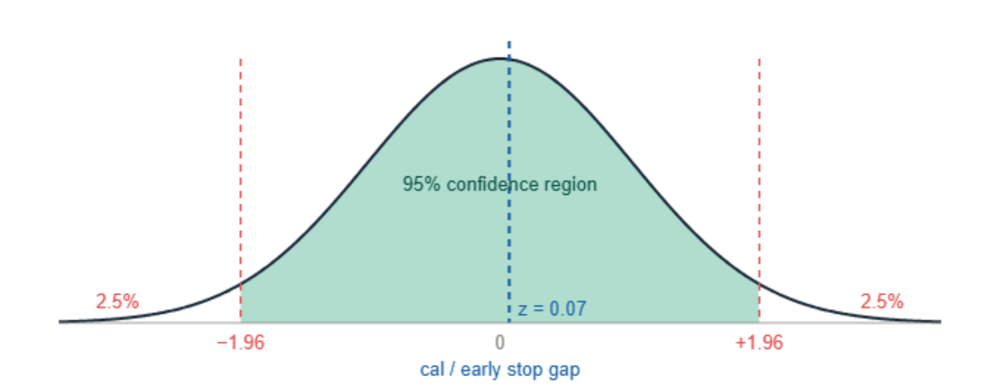 95% confidence region
2.5%
z = 0.07
2.5%
−1.96
0
+1.96
cal / early stop gap